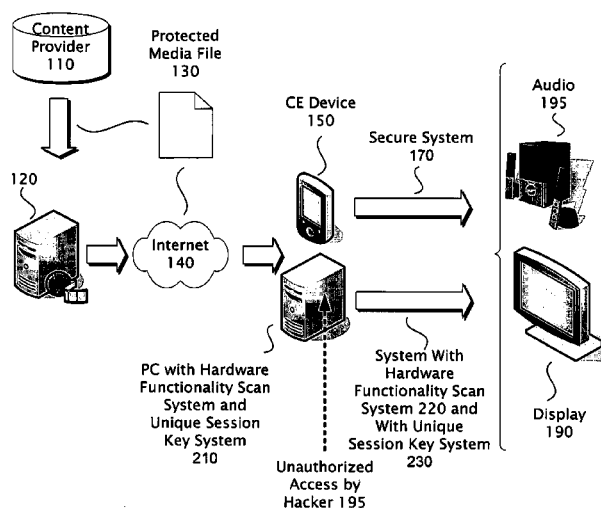 Content
Provider
110
Protected
Media File
130
CE Device
150
Audio
195
Secure System
170
120
Internet
140
PC with Hardware
Functionality Scan
System and
Unique Session
Key System
210
System With
Hardware
Functionality Scan
System 220 and
With Unique
Session Key System
230
Display
190
Unauthorized
Access by
Hacker 195